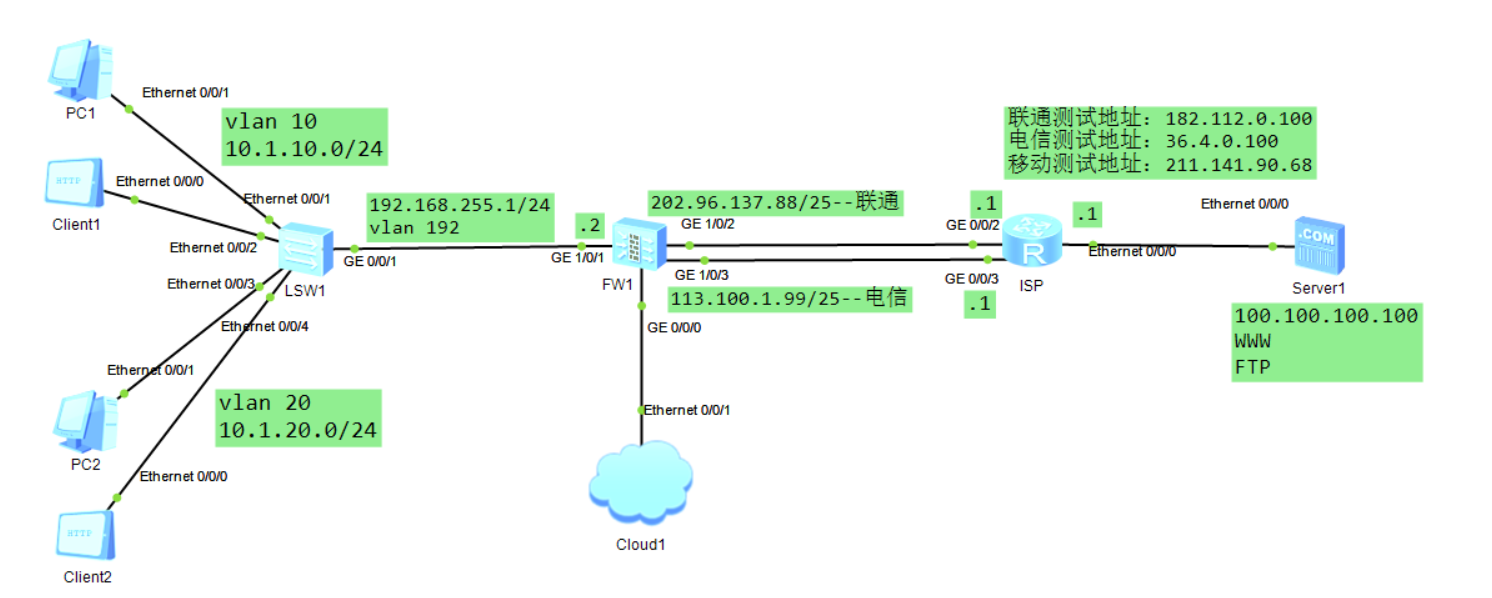 Ethernet 0/0/1
PC1
vlan 10
10.1.10.0/24
HTTP
Ethernet 0/0/0
Client1
Ethernet 0/0/1
Ethernet 0/0/2
Ethernet 0/0/3
Ethernet 0/0/4
LSW1
GE 0/0/1
192.168.255.1/24
vlan 192
.2
GE 1/0/1
FW1
202.96.137.88/25--联通
GE 1/0/2
GE 1/0/3
113.100.1.99/25--电信
GE 0/0/0
Ethernet 0/0/1
Cloud1
联通测试地址：182.112.0.100
电信测试地址：36.4.0.100
移动测试地址：211.141.90.68
.1
GE 0/0/2
GE 0/0/3
.1
R
ISP
.1
Ethernet 0/0/0
Ethernet 0/0/0
.COM
Server1
100.100.100.100
WWW
FTP
Ethernet 0/0/1
PC2
vlan 20
10.1.20.0/24
Ethernet 0/0/0
HTTP
Client2